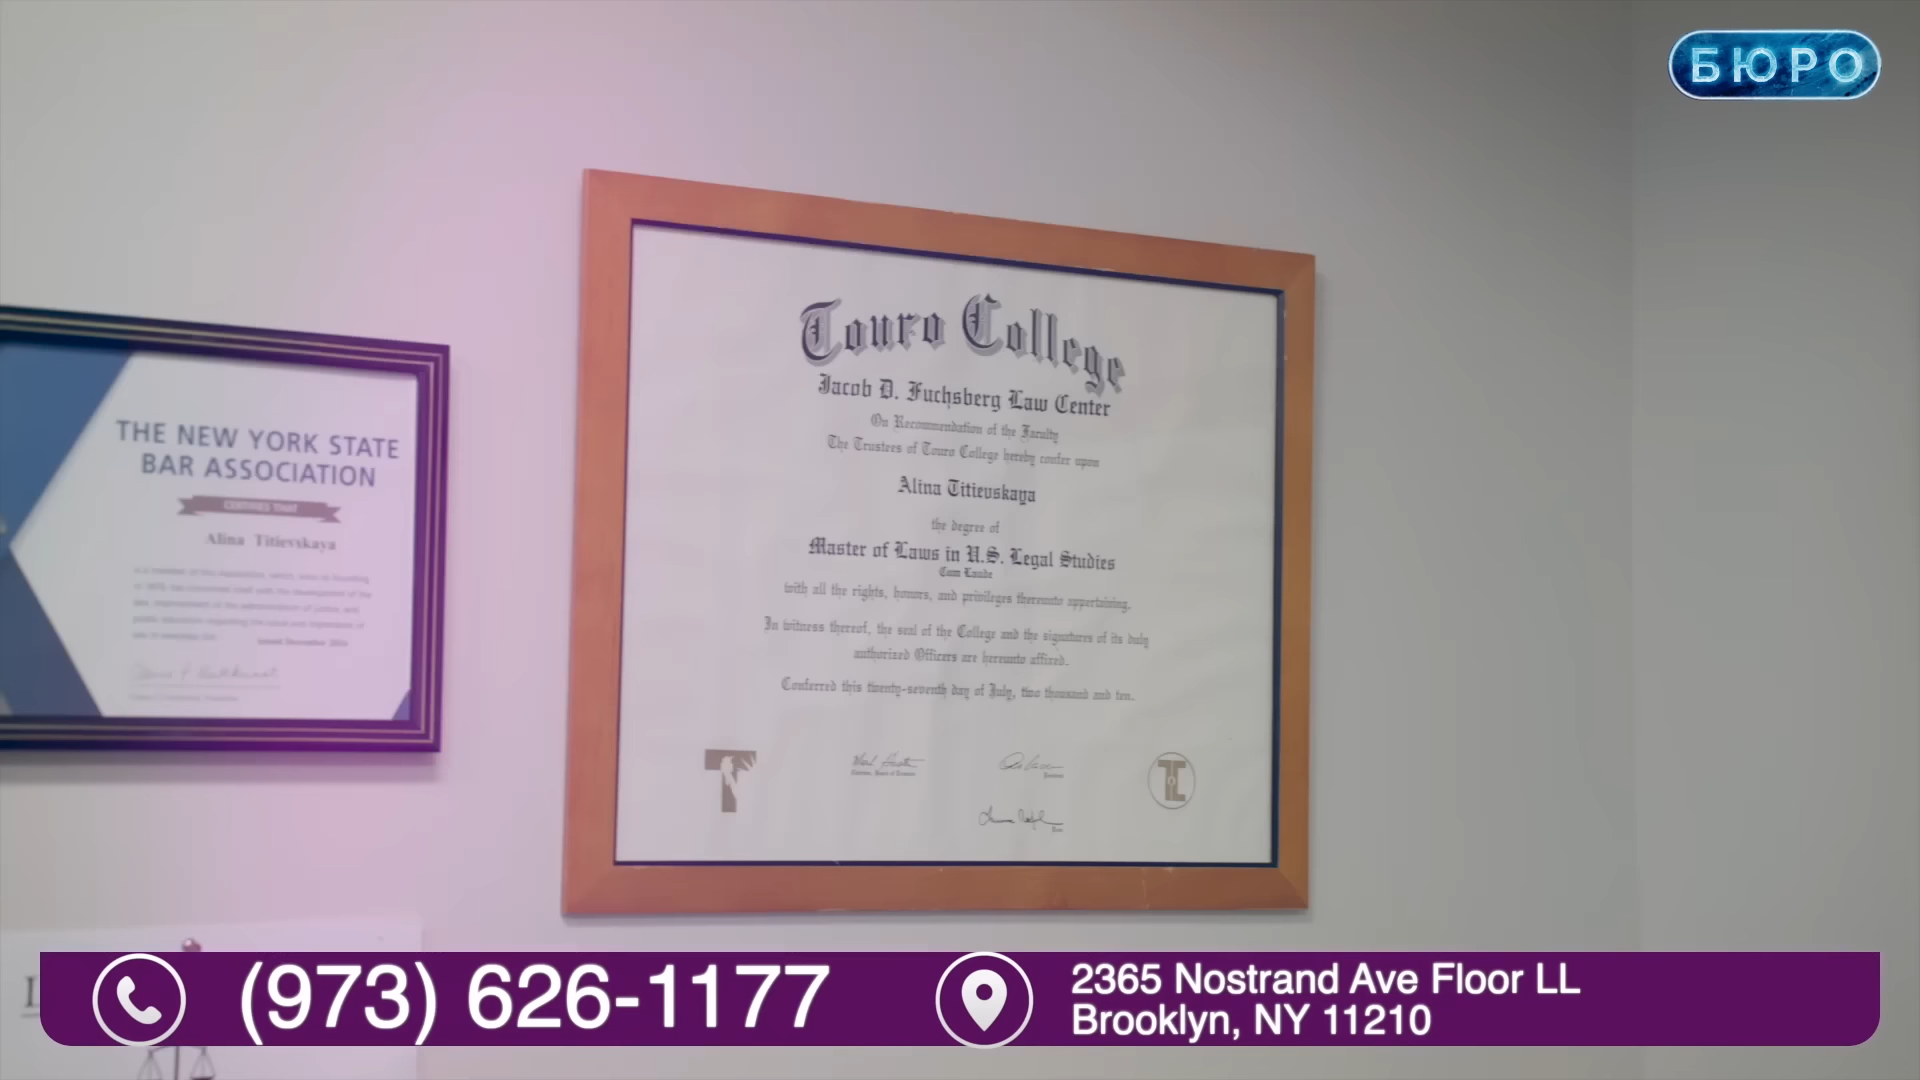 БЮРО
THE NEW YORK STATE
BAR ASSOCIATION
CERTIFIES THAT
Alina Titievskaya
Touro College
Jacob D. Fuchsberg Law Center
On Recommendation of the Faculty
The Trustees of Touro College hereby confer upon
Alina Titievskaya
the degree of
Master of Laws in U.S. Legal Studies
Cum Laude
with all the rights, honors, and privileges thereunto appertaining.
In witness thereof, the seal of the College and the signatures of its duly
authorized Officers are hereunto affixed.
Conferred this twenty-seventh day of July, two thousand and ten.
(973) 626-1177
2365 Nostrand Ave Floor LL
Brooklyn, NY 11210